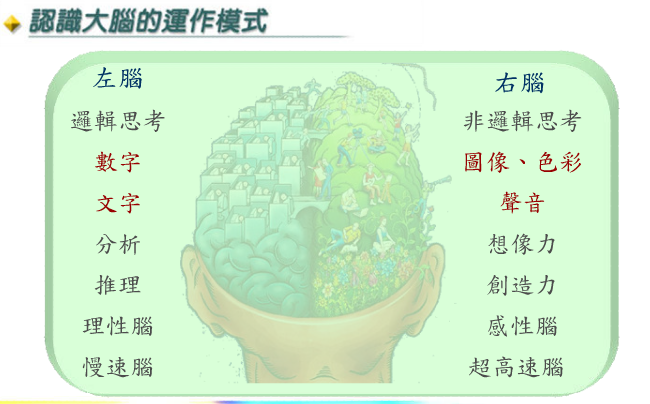 認識大腦的運作模式
左腦
右腦
邏輯思考
非邏輯思考
數字
圖像、色彩
文字
聲音
分析
想像力
推理
創造力
理性腦
感性腦
慢速腦
超高速腦